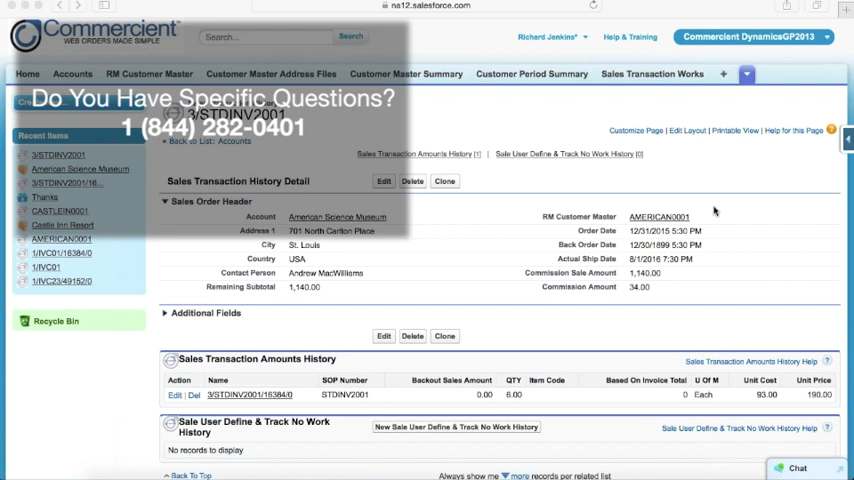 ns12.salesforce.com
Commercient
WEB ORDERS MADE SIMPLE
Search...
Search
Richard Jenkins*
Help & Training
Commercient DynamicsGP2013
Home
Accounts
RM Customer Master
Customer Master Address Files
Customer Master Summary
Customer Period Summary
Sales Transaction Works
+
Do You Have Specific Questions?
1 (844) 282-0401
3/STDINV2001
« Back to List: Accounts
Customize Page | Edit Layout | Printable View | Help for this Page
Recent Items
3/STDINV2001
American Science Museum
3/STDINV2001/16...
Thanks
CASTLEIN0001
Castle Inn Resort
AMERICAN0001
1/IVC01/16384/0
1/IVC01
1/IVC23/49152/0
Recycle Bin
Sales Transaction Amounts History [1] | Sale User Define & Track No Work History [0]
Sales Transaction History Detail
Edit
Delete
Clone
Sales Order Header
Account American Science Museum
RM Customer Master AMERICAN0001
Address 1 701 North Carlton Place
Order Date 12/31/2015 5:30 PM
City St. Louis
Back Order Date 12/30/1899 5:30 PM
Country USA
Actual Ship Date 8/1/2016 7:30 PM
Contact Person Andrew MacWilliams
Commission Sale Amount 1,140.00
Remaining Subtotal 1,140.00
Commission Amount 34.00
Additional Fields
Edit
Delete
Clone
Sales Transaction Amounts History
Sales Transaction Amounts History Help ?
Action Name SOP Number Backout Sales Amount QTY Item Code Based On Invoice Total U Of M Unit Cost Unit Price
Edit | Del 3/STDINV2001/16384/0 STDINV2001 0.00 6.00 0 Each 93.00 190.00
Sale User Define & Track No Work
History
New Sale User Define & Track No Work History
Sale User Define & Track No Work History Help ?
No records to display
Back To Top
Always show me more records per related list
Chat